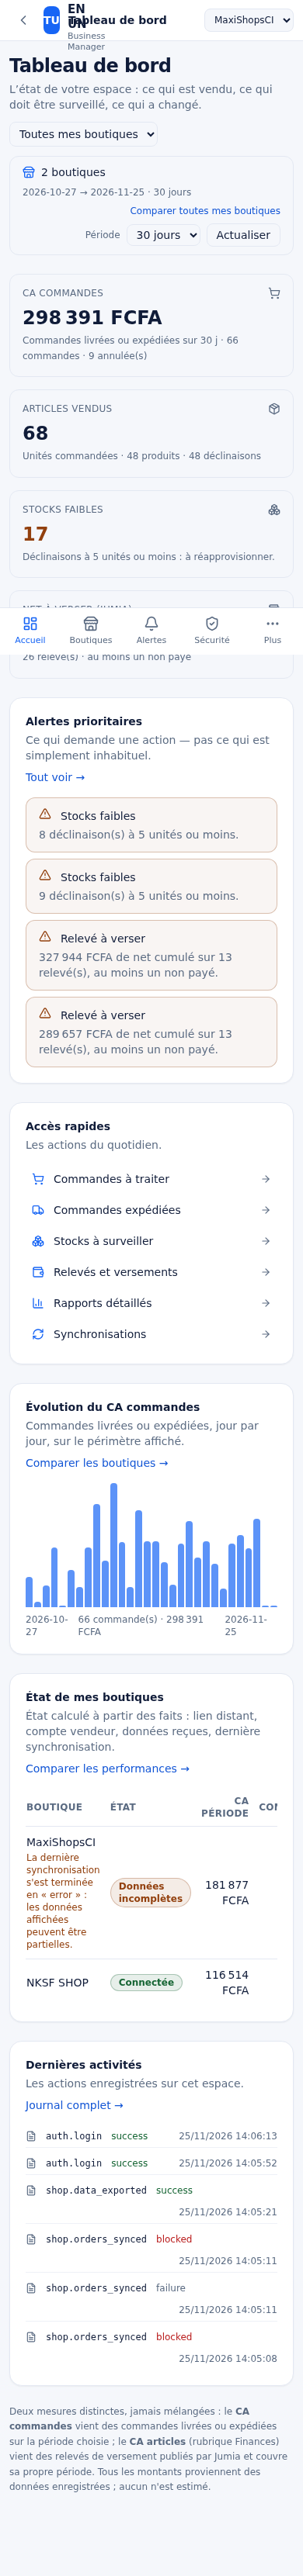 TU
EN
UN
Tableau de bord
Business
Manager
MaxiShopsCI
Tableau de bord
L’état de votre espace : ce qui est vendu, ce qui
doit être surveillé, ce qui a changé.
Toutes mes boutiques
2 boutiques
2026-10-27 → 2026-11-25 · 30 jours
Comparer toutes mes boutiques
Période 30 jours Actualiser
CA COMMANDES
298 391 FCFA
Commandes livrées ou expédiées sur 30 j · 66
commandes · 9 annulée(s)
ARTICLES VENDUS
68
Unités commandées · 48 produits · 48 déclinaisons
STOCKS FAIBLES
17
Déclinaisons à 5 unités ou moins : à réapprovisionner.
Accueil Boutiques Alertes Sécurité Plus
26 relevé(s) · au moins un non payé
Alertes prioritaires
Ce qui demande une action — pas ce qui est
simplement inhabituel.
Tout voir →
Stocks faibles
8 déclinaison(s) à 5 unités ou moins.
Stocks faibles
9 déclinaison(s) à 5 unités ou moins.
Relevé à verser
327 944 FCFA de net cumulé sur 13
relevé(s), au moins un non payé.
Relevé à verser
289 657 FCFA de net cumulé sur 13
relevé(s), au moins un non payé.
Accès rapides
Les actions du quotidien.
Commandes à traiter
Commandes expédiées
Stocks à surveiller
Relevés et versements
Rapports détaillés
Synchronisations
Évolution du CA commandes
Commandes livrées ou expédiées, jour par
jour, sur le périmètre affiché.
Comparer les boutiques →
2026-10-27
66 commande(s) · 298 391 FCFA
2026-11-25
État de mes boutiques
État calculé à partir des faits : lien distant,
compte vendeur, données reçues, dernière
synchronisation.
Comparer les performances →
BOUTIQUE ÉTAT CA PÉRIODE
MaxiShopsCI
La dernière
synchronisation
s'est terminée
en « error » :
les données
affichées
peuvent être
partielles.
Données
incomplètes
181 877
FCFA
NKSF SHOP Connectée 116 514
FCFA
Dernières activités
Les actions enregistrées sur cet espace.
Journal complet →
auth.login success 25/11/2026 14:06:13
auth.login success 25/11/2026 14:05:52
shop.data_exported success
25/11/2026 14:05:21
shop.orders_synced blocked
25/11/2026 14:05:11
shop.orders_synced failure
25/11/2026 14:05:11
shop.orders_synced blocked
25/11/2026 14:05:08
Deux mesures distinctes, jamais mélangées : le CA
commandes vient des commandes livrées ou expédiées
sur la période choisie ; le CA articles (rubrique Finances)
vient des relevés de versement publiés par Jumia et couvre
sa propre période. Tous les montants proviennent des
données enregistrées ; aucun n'est estimé.